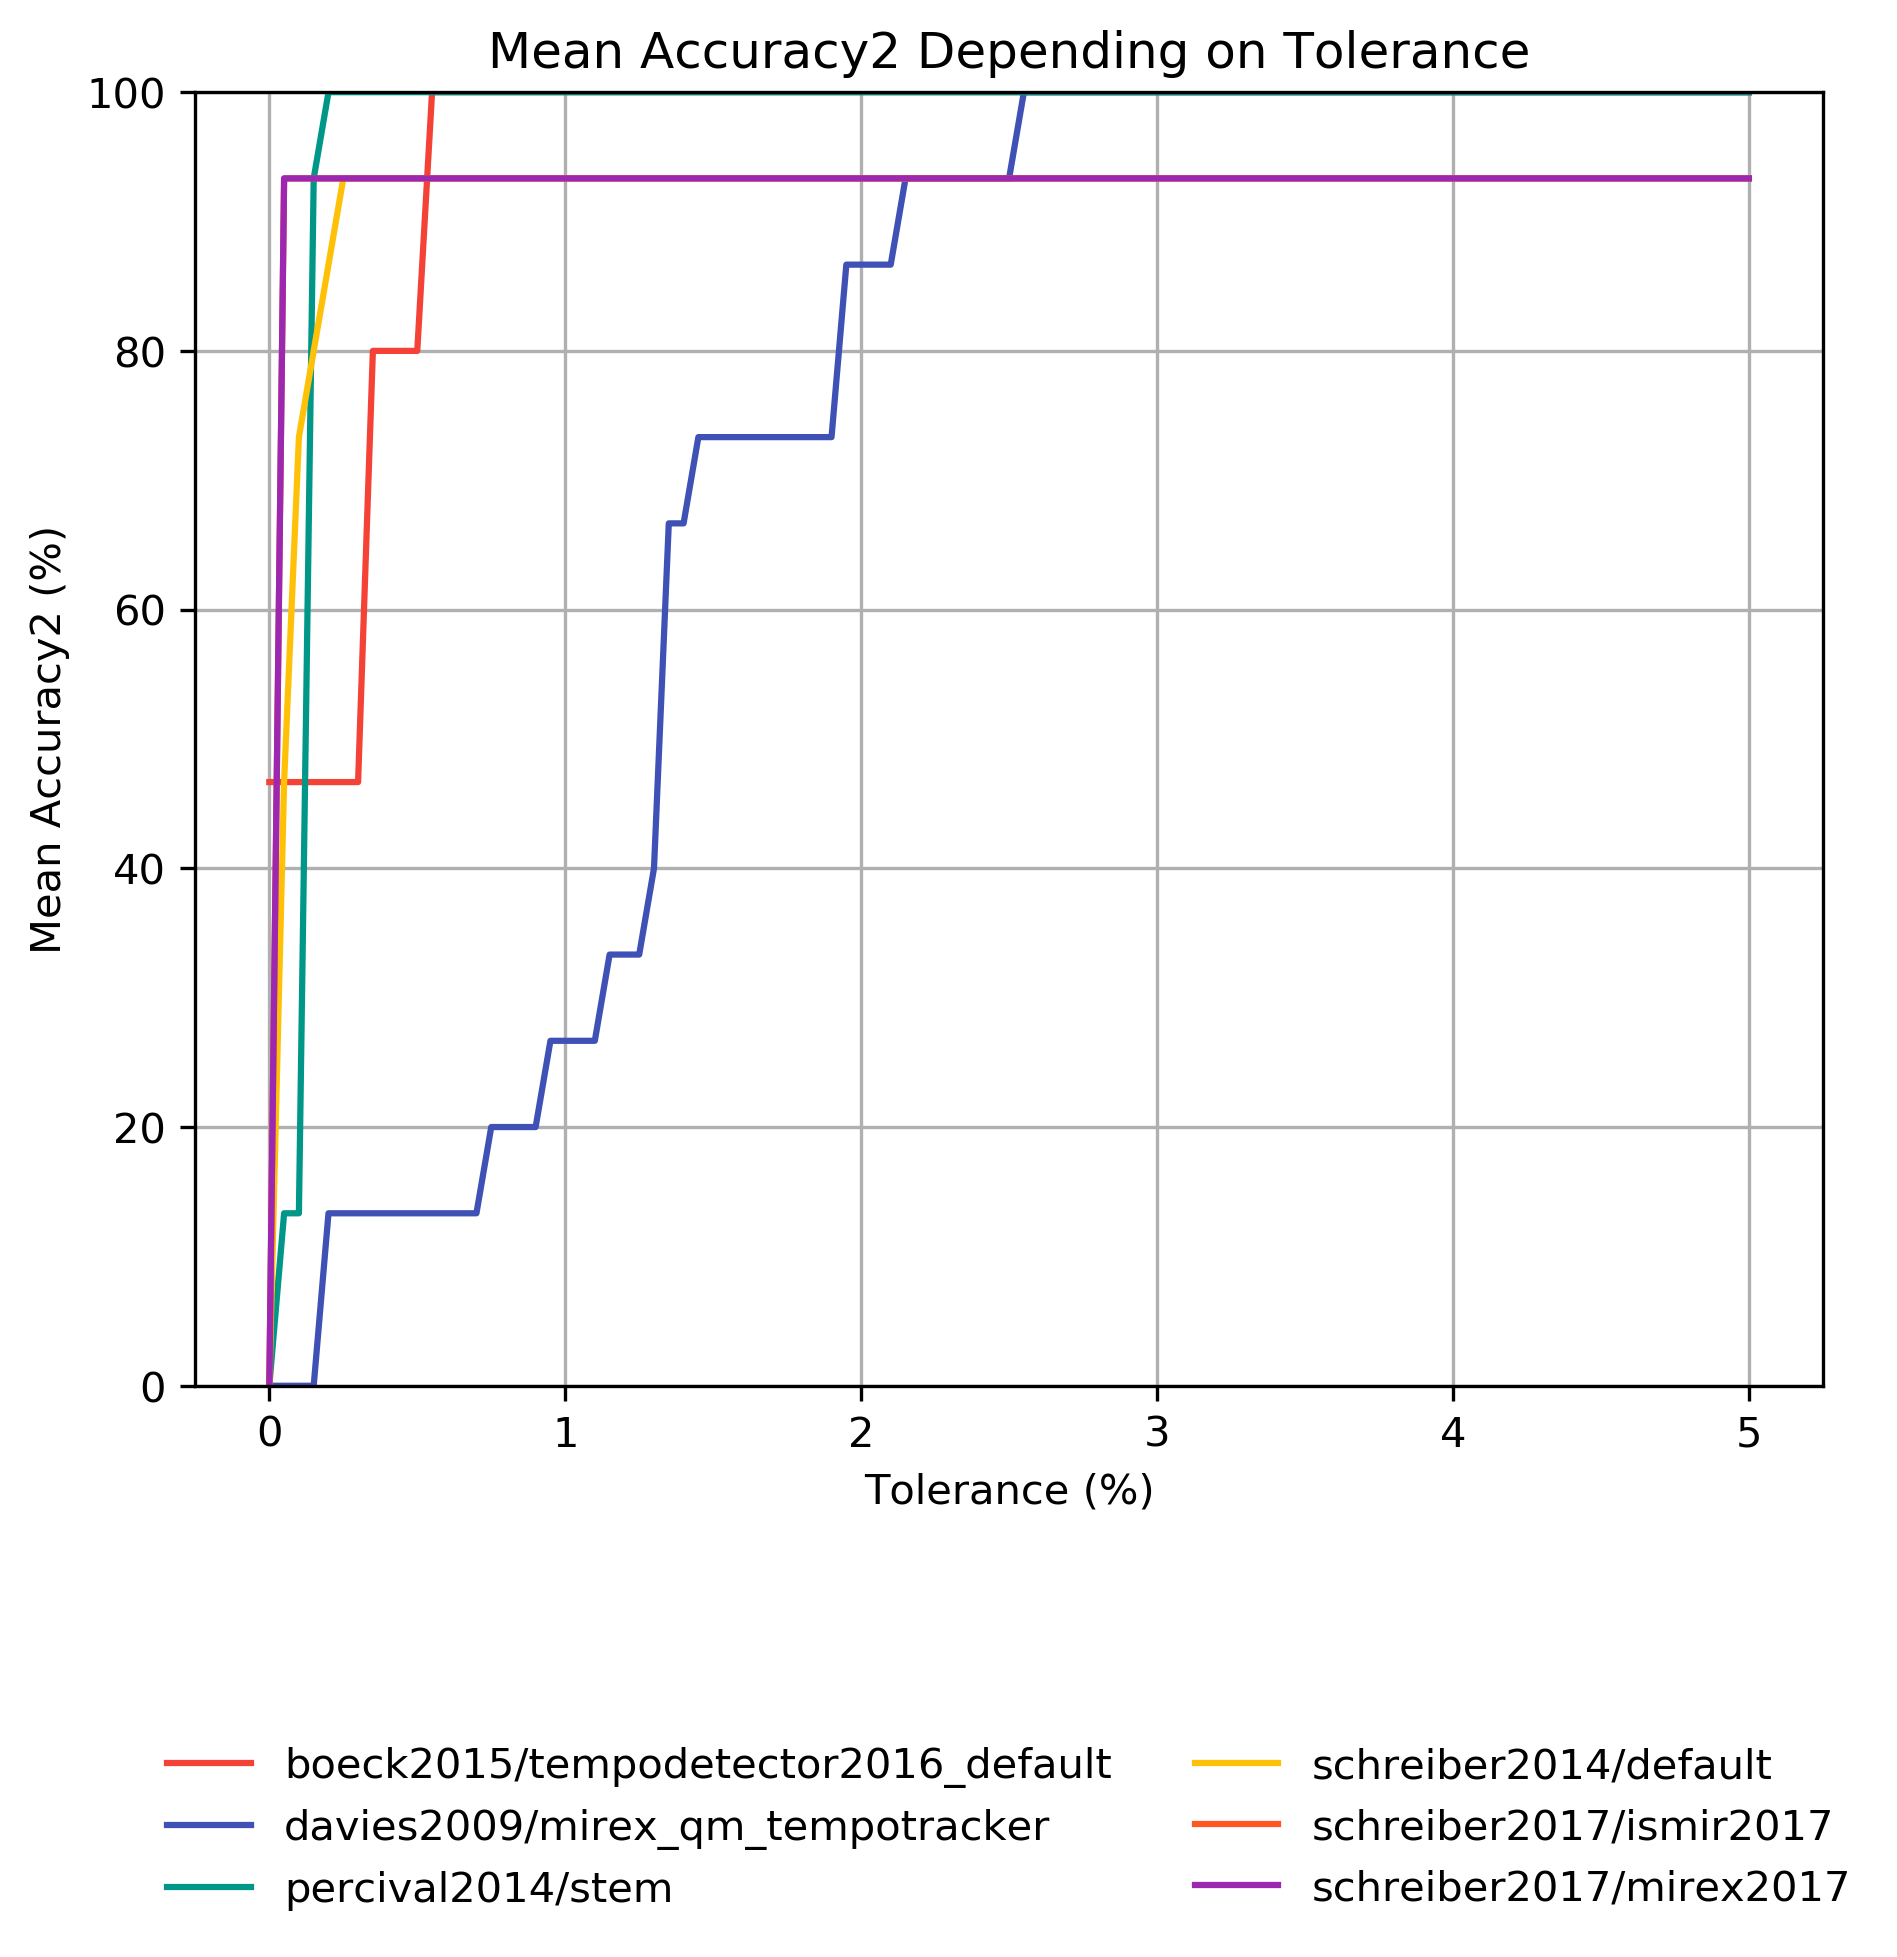 Mean Accuracy2 Depending on Tolerance
100
80
60
40
20
0
Mean Accuracy2 (%)
0 1 2 3 4 5
Tolerance (%)
boeck2015/tempodetector2016_default
davies2009/mirex_qm_tempotracker
percival2014/stem
schreiber2014/default
schreiber2017/ismir2017
schreiber2017/mirex2017